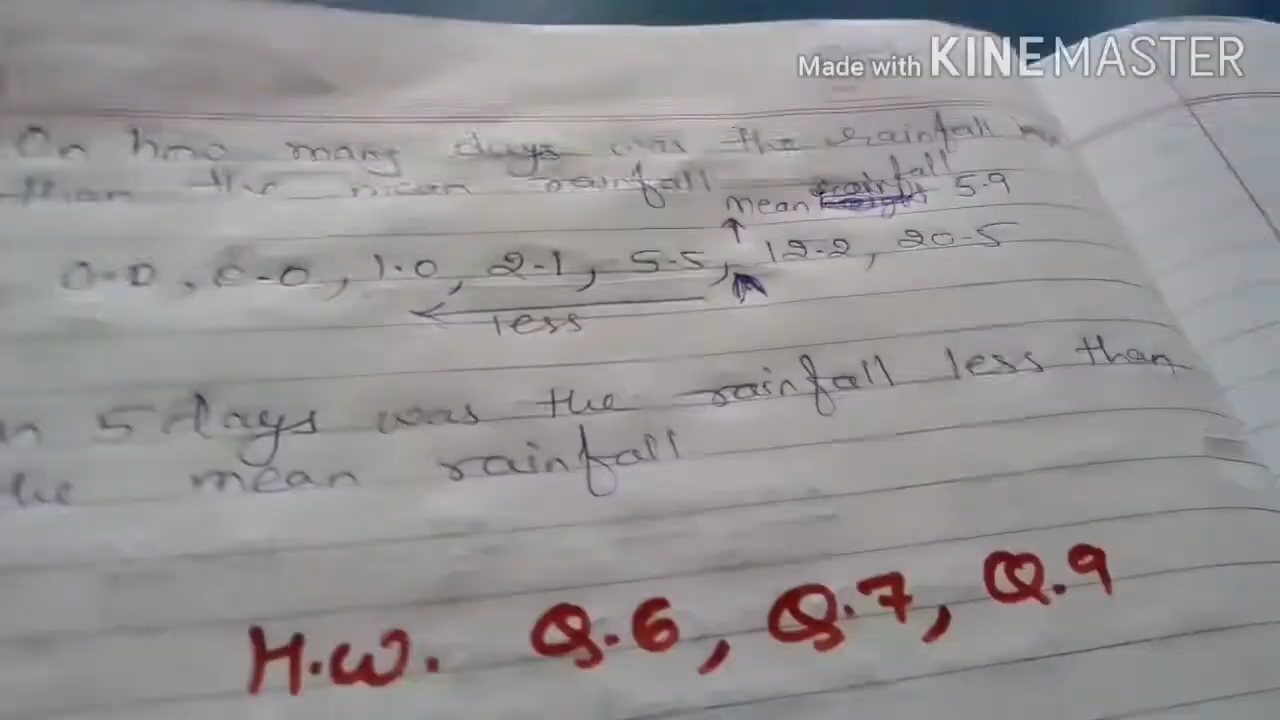 Made with KINEMASTER
On how many days was the rainfall
than the mean rainfall
mean rainfall 5.9
0.0, 0.0, 1.0, 2.1, 5.5, 12.2, 20.5
less
5 days was the rainfall less than
mean rainfall
H.W. Q.6, Q.7, Q.9